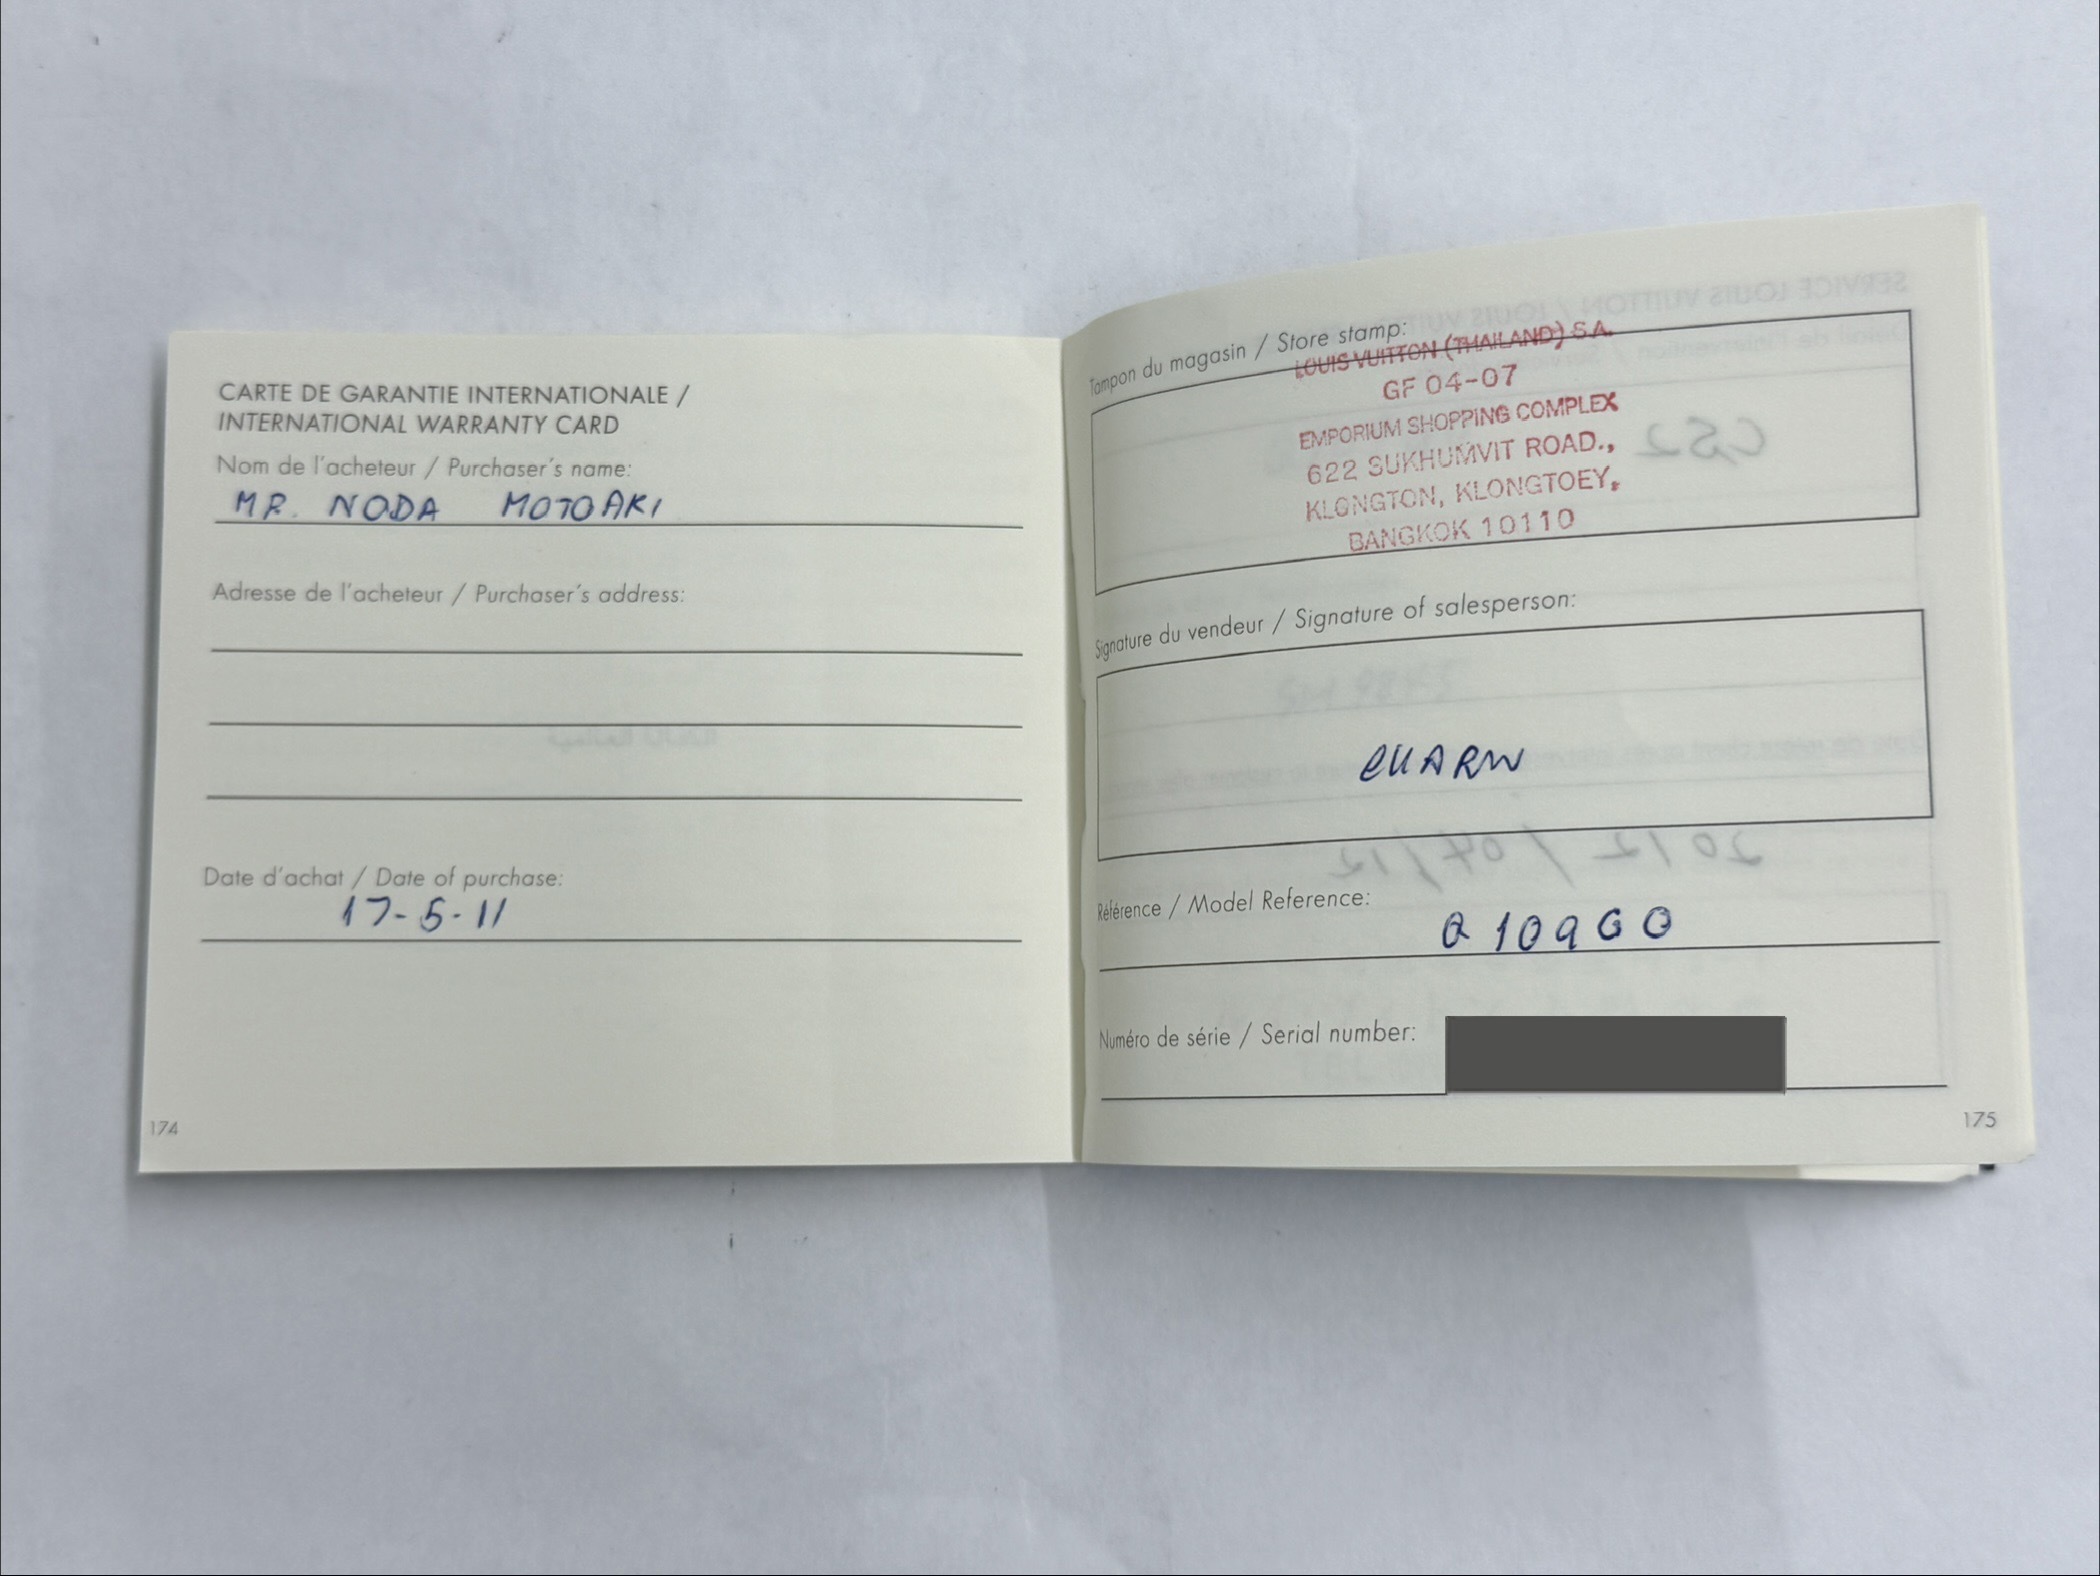 CARTE DE GARANTIE INTERNATIONALE /
INTERNATIONAL WARRANTY CARD
Nom de l'acheteur / Purchaser's name:
MR. NODA MOTOAKI
Adresse de l'acheteur / Purchaser's address:
Date d'achat / Date of purchase:
17-5-11
174
Tampon du magasin / Store stamp:
LOUIS VUITTON (THAILAND) S.A.
GF 04-07
EMPORIUM SHOPPING COMPLEX
622 SUKHUMVIT ROAD.,
KLONGTON, KLONGTOEY,
BANGKOK 10110
Signature du vendeur / Signature of salesperson:
CHARN
Référence / Model Reference:
Q109G0
Numéro de série / Serial number:
175